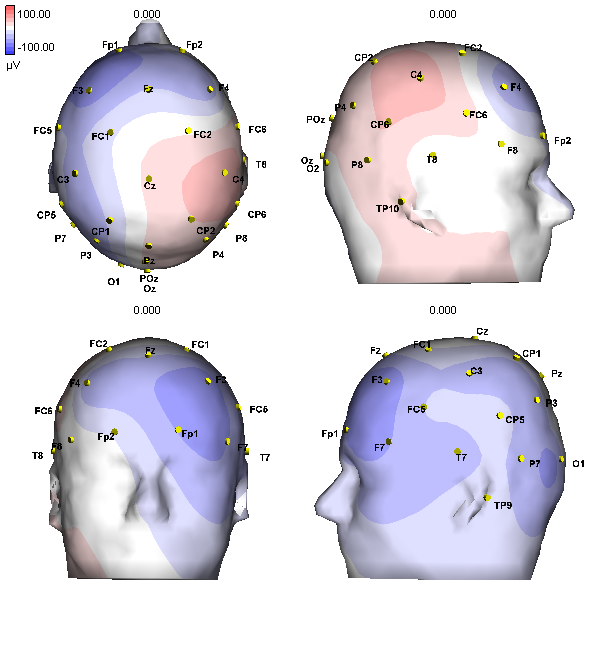 100.00
-100.00
µV
0.000
Fp1 Fp2
F3 Fz F4
FC5 FC1 FC2 FC6
T8
C3 Cz C4
CP5 CP1 CP2 CP6
P7 P3 Pz P4 P8
O1 POz
Oz
0.000
CP2 FC2
C4 F4
P4 FC6
POz CP6 Fp2
Oz P8 T8 F8
O2
TP10
0.000
FC2 Fz FC1
F4 F3
FC6 FC5
Fp2 Fp1
T8 F8 F7 T7
0.000
Cz
Fz FC1 CP1
F3 C3 Pz
FC5 CP5 P3
Fp1 F7 T7 P7 O1
TP9